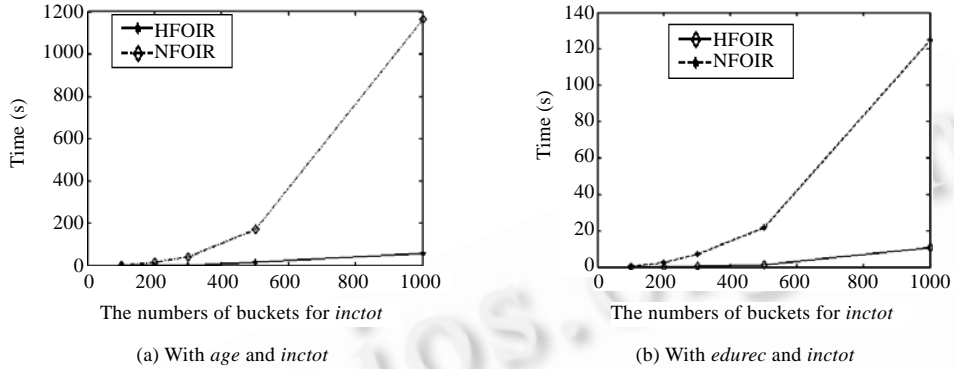 1200
1000
800
600
400
200
0
Time (s)
HFOIR
NFOIR
0 200 400 600 800 1000
The numbers of buckets for inctot
(a) With age and inctot
140
120
100
80
60
40
20
0
Time (s)
HFOIR
NFOIR
0 200 400 600 800 1000
The numbers of buckets for inctot
(b) With edurec and inctot